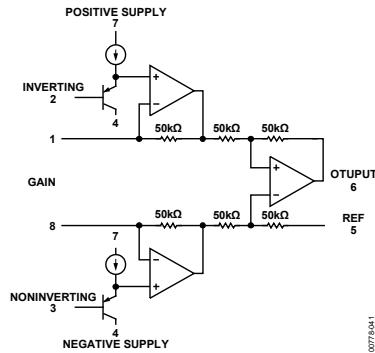 POSITIVE SUPPLY
7
INVERTING
2
4
+
–
1
50kΩ
50kΩ
50kΩ
GAIN
+
–
OTUPUT
6
8
50kΩ
50kΩ
50kΩ
REF
5
7
–
+
NONINVERTING
3
4
NEGATIVE SUPPLY
00778-041